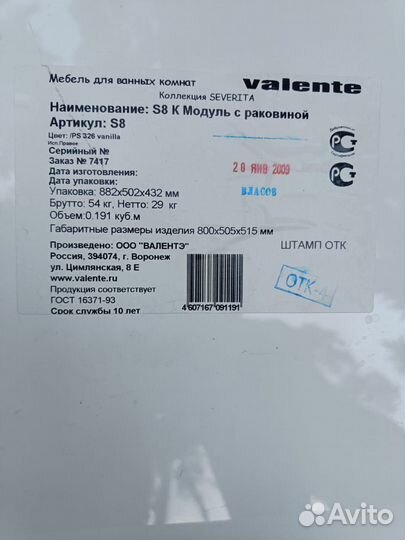 Мебель для ванных комнат
valente
Коллекция SEVERITA
Наименование: S8 К Модуль с раковиной
Артикул: S8
Цвет: /PS 326 vanilla
Исп.Правое
Серийный №
Заказ № 7417
Дата изготовления:
20 ЯНВ 2009
Дата упаковки:
ВЛАСОВ
Упаковка: 882x502x432 мм
Брутто: 54 кг, Нетто: 29 кг
Объем:0.191 куб.м
Габаритные размеры изделия 800x505x515 мм
Произведено: ООО "ВАЛЕНТЭ"
Россия, 394074, г. Воронеж
ул. Цимлянская, 8 Е
www.valente.ru
ШТАМП ОТК
ОТК-4
Продукция соответствует
ГОСТ 16371-93
Срок службы 10 лет
4 607167 091191
Avito